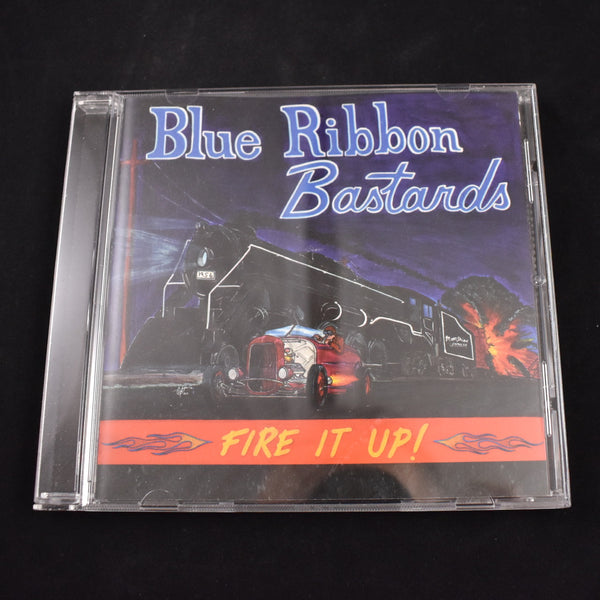 Blue Ribbon
Bastards
FIRE IT UP!